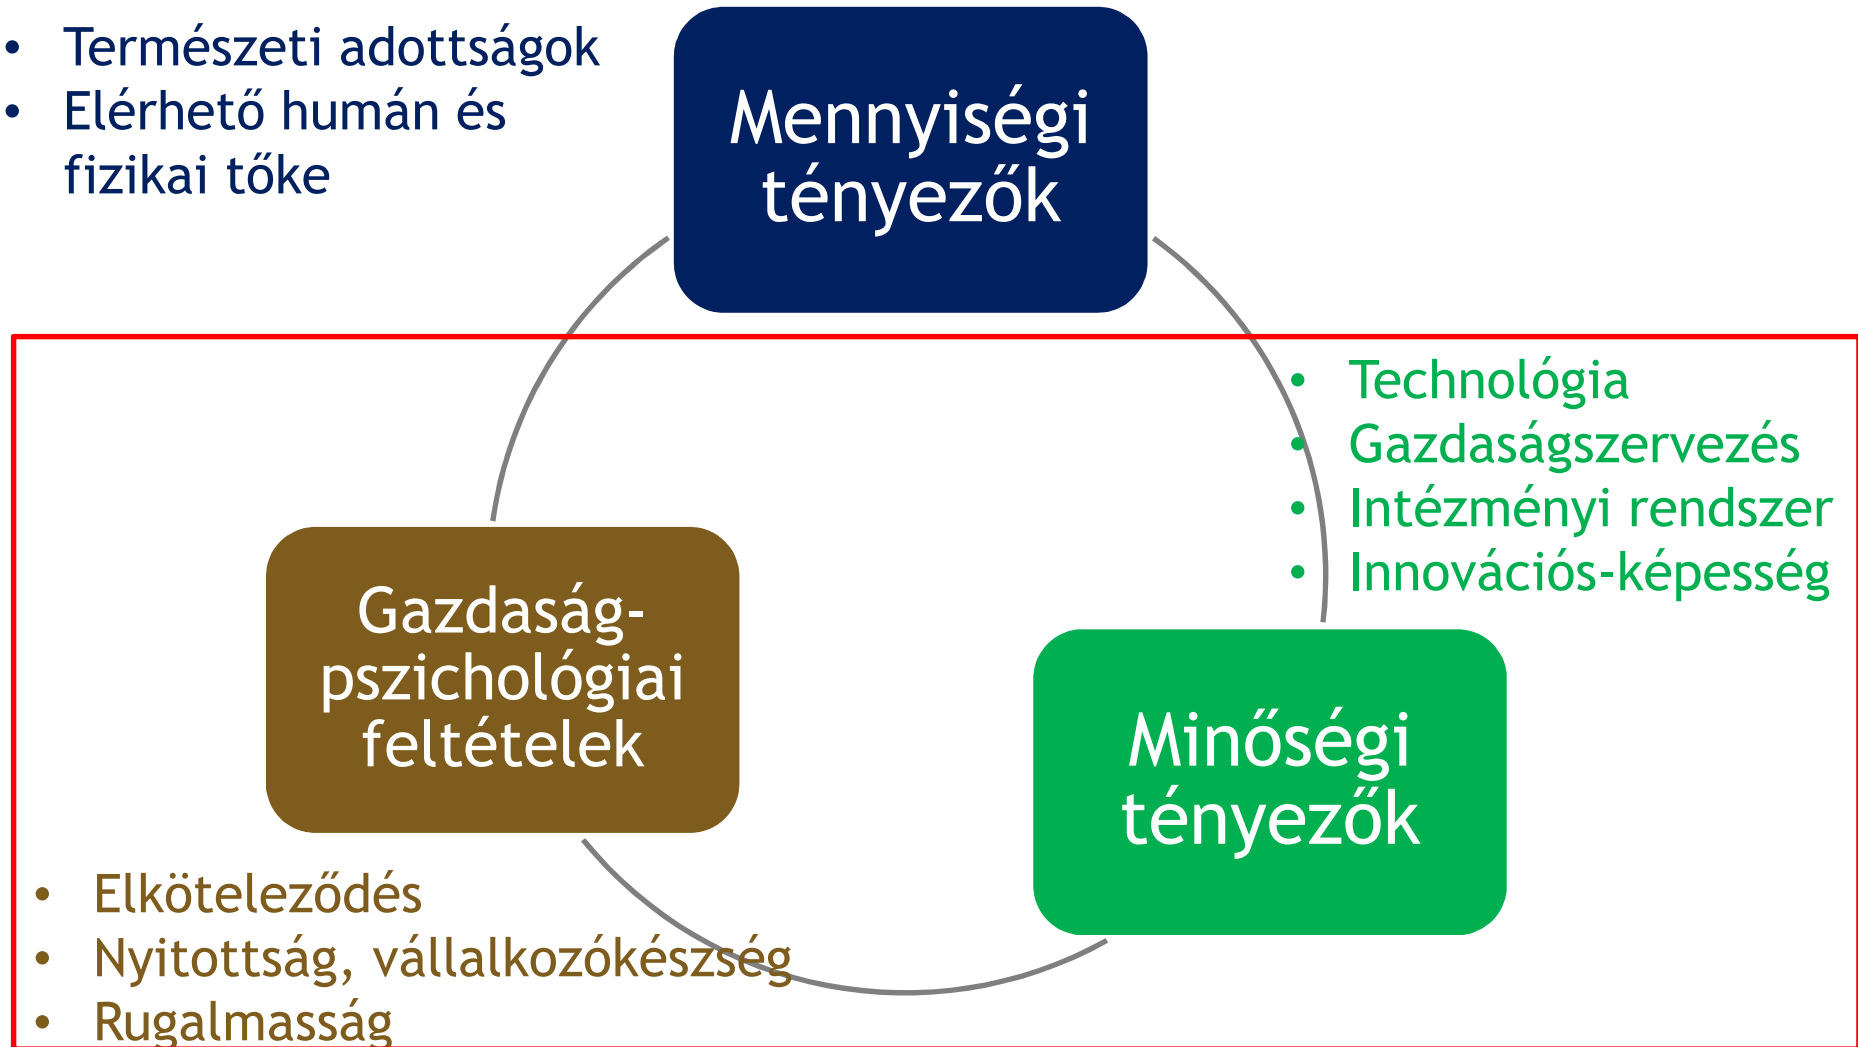 • Természeti adottságok
• Elérhető humán és
fizikai tőke
Mennyiségi
tényezők
• Technológia
• Gazdaságszervezés
• Intézményi rendszer
• Innovációs-képesség
Gazdaság-
pszichológiai
feltételek
Minőségi
tényezők
• Elköteleződés
• Nyitottság, vállalkozókészség
• Rugalmasság